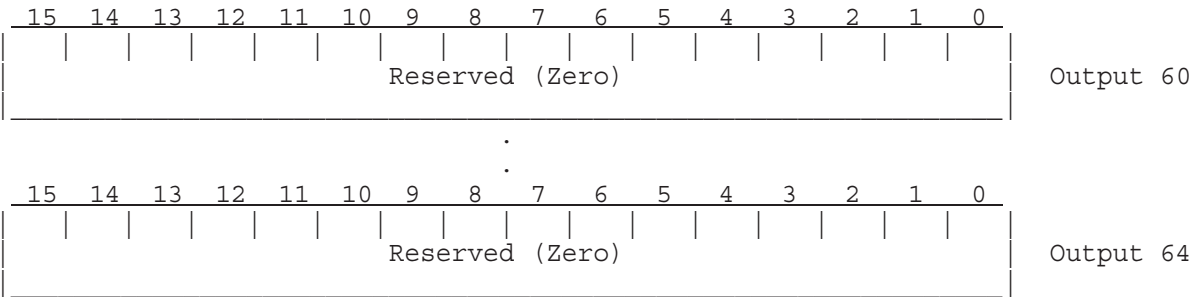 15 14 13 12 11 10 9 8 7 6 5 4 3 2 1 0
Reserved (Zero) Output 60
.
.
15 14 13 12 11 10 9 8 7 6 5 4 3 2 1 0
Reserved (Zero) Output 64